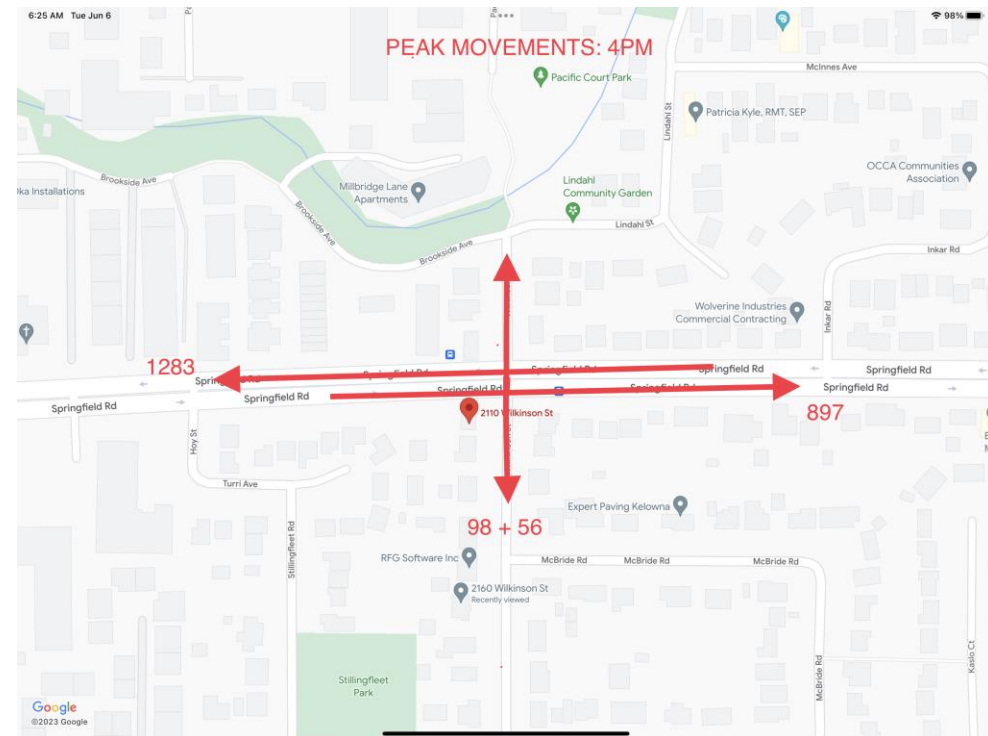 6:25 AM Tue Jun 6
98%
PEAK MOVEMENTS: 4PM
McInnes Ave
Pacific Court Park
Lindahl St
Patricia Kyle, RMT, SEP
OCCA Communities
Association
Brookside Ave
Oka Installations
Millbridge Lane
Apartments
Lindahl
Community Garden
Brookside Ave
Lindahl St
Brookside Ave
Inkar Rd
Wolverine Industries
Commercial Contracting
Inkar Rd
1283
Springfield Rd
Springfield Rd
Springfield Rd
Springfield Rd
Springfield Rd
Springfield Rd
Springfield Rd
2110 Wilkinson St
897
Hoy St
Turri Ave
Expert Paving Kelowna
98 + 56
Stillingfleet Rd
RFG Software Inc
McBride Rd
McBride Rd
McBride Rd
2160 Wilkinson St
Recently viewed
Stillingfleet
Park
McBride Rd
Kaslo Ct
Google
©2023 Google